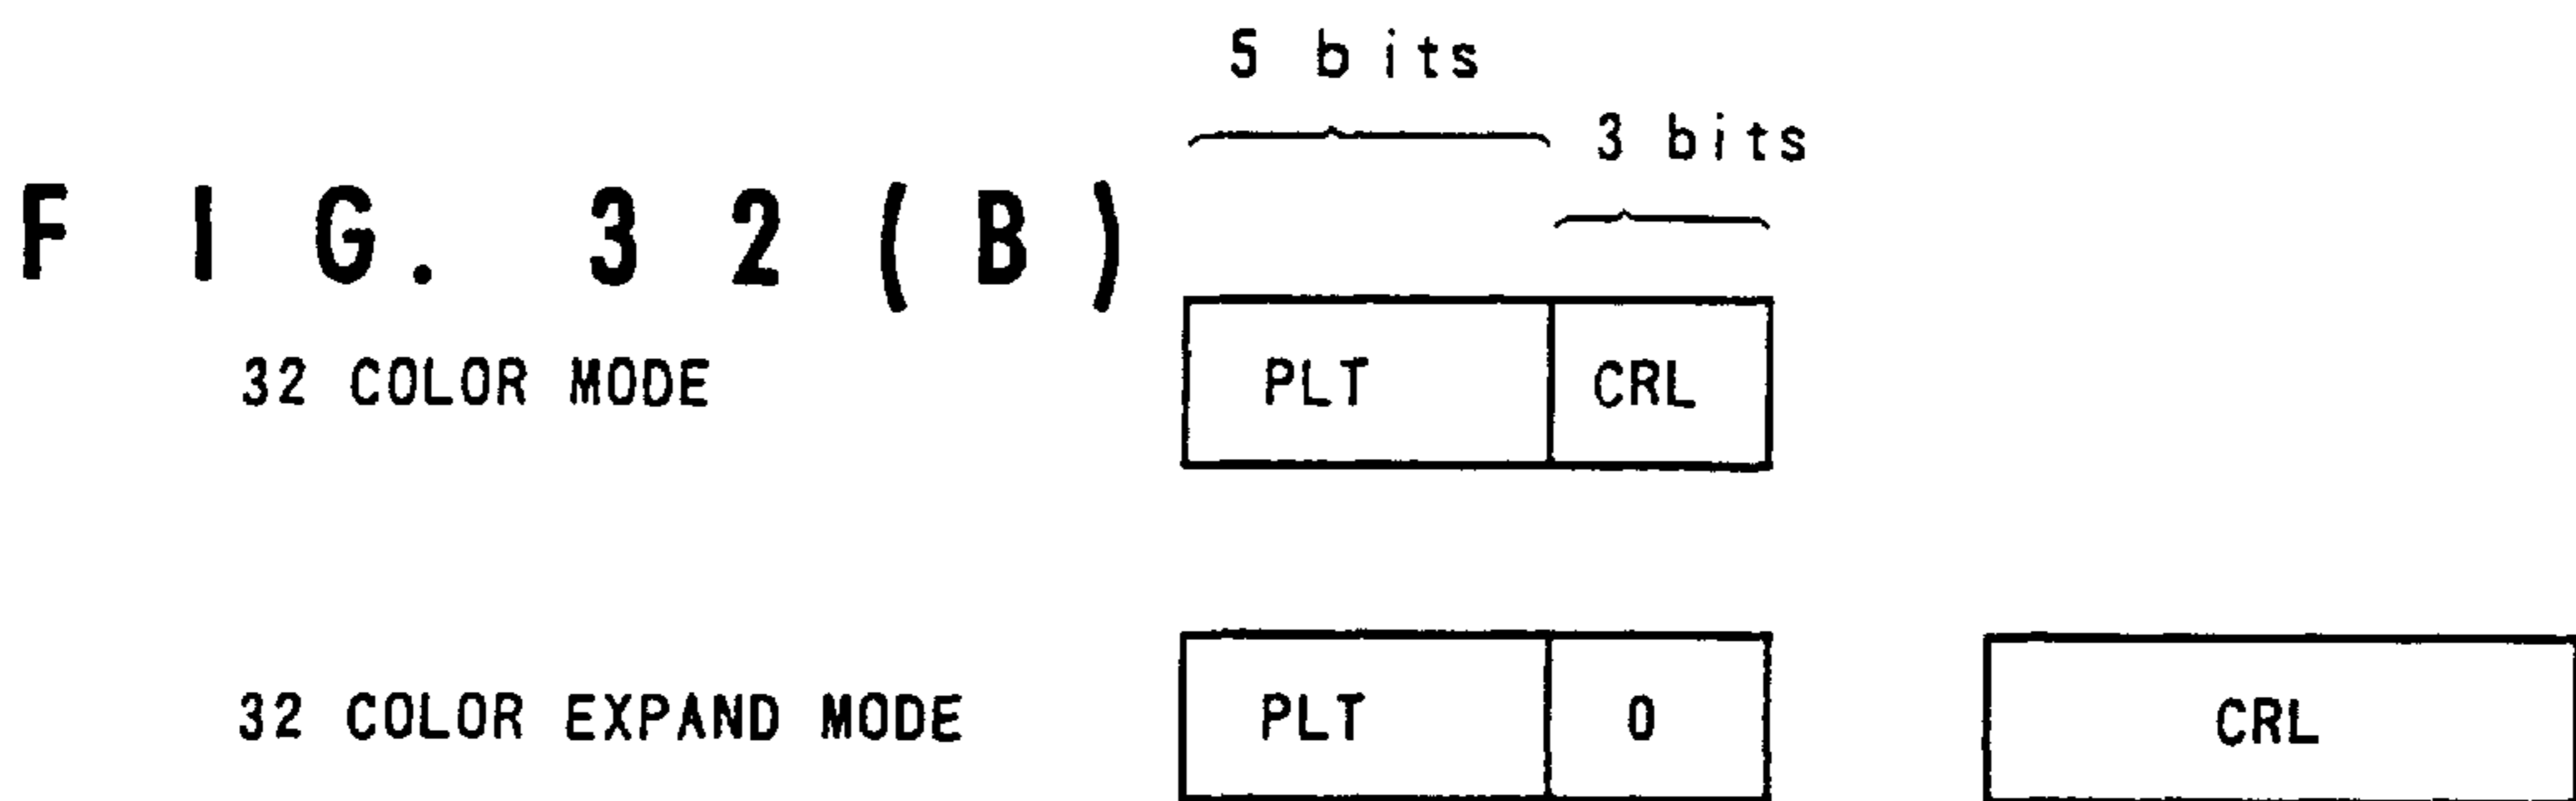 5 bits
3 bits
FIG. 32(B)
32 COLOR MODE PLT CRL
32 COLOR EXPAND MODE PLT 0 CRL